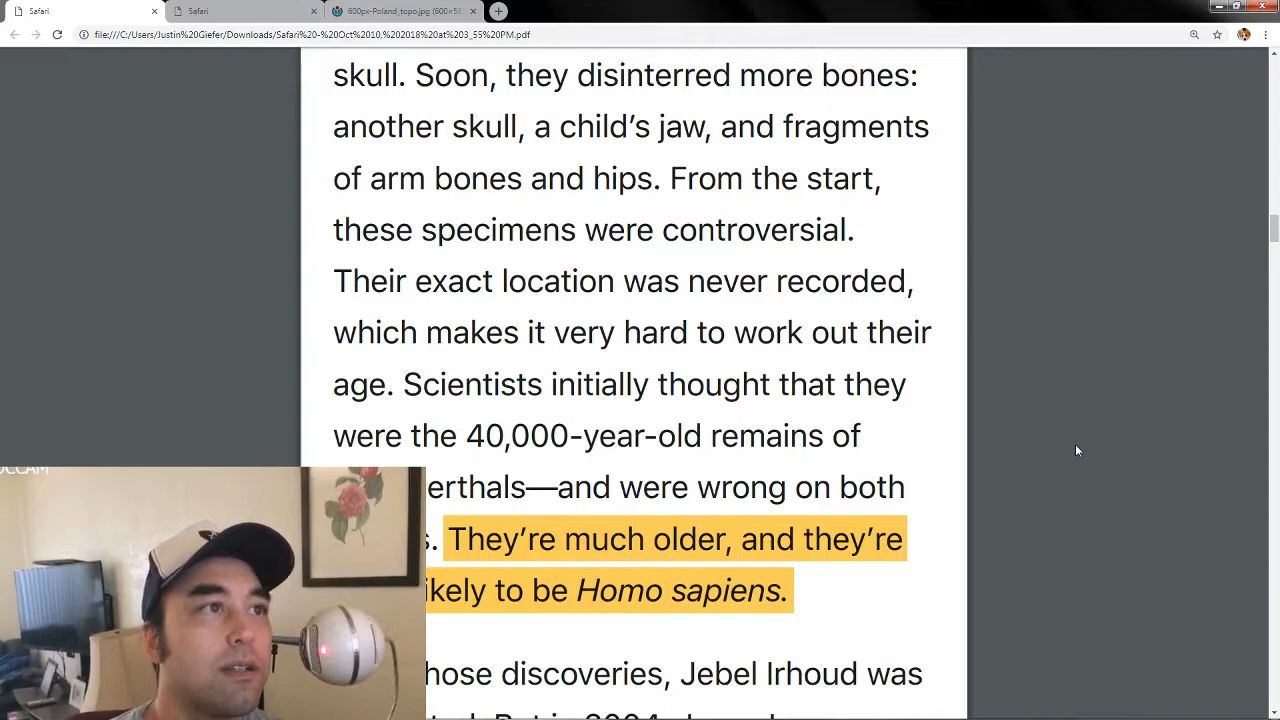 Safari
Safari
600px-Poland_topo.jpg (600×58
file:///C:/Users/Justin%20Giefer/Downloads/Safari%20-%20Oct%2010,%202018%20at%203_55%20PM.pdf
skull. Soon, they disinterred more bones:
another skull, a child’s jaw, and fragments
of arm bones and hips. From the start,
these specimens were controversial.
Their exact location was never recorded,
which makes it very hard to work out their
age. Scientists initially thought that they
were the 40,000-year-old remains of
erthals—and were wrong on both
s. They’re much older, and they’re
ikely to be Homo sapiens.
hose discoveries, Jebel Irhoud was